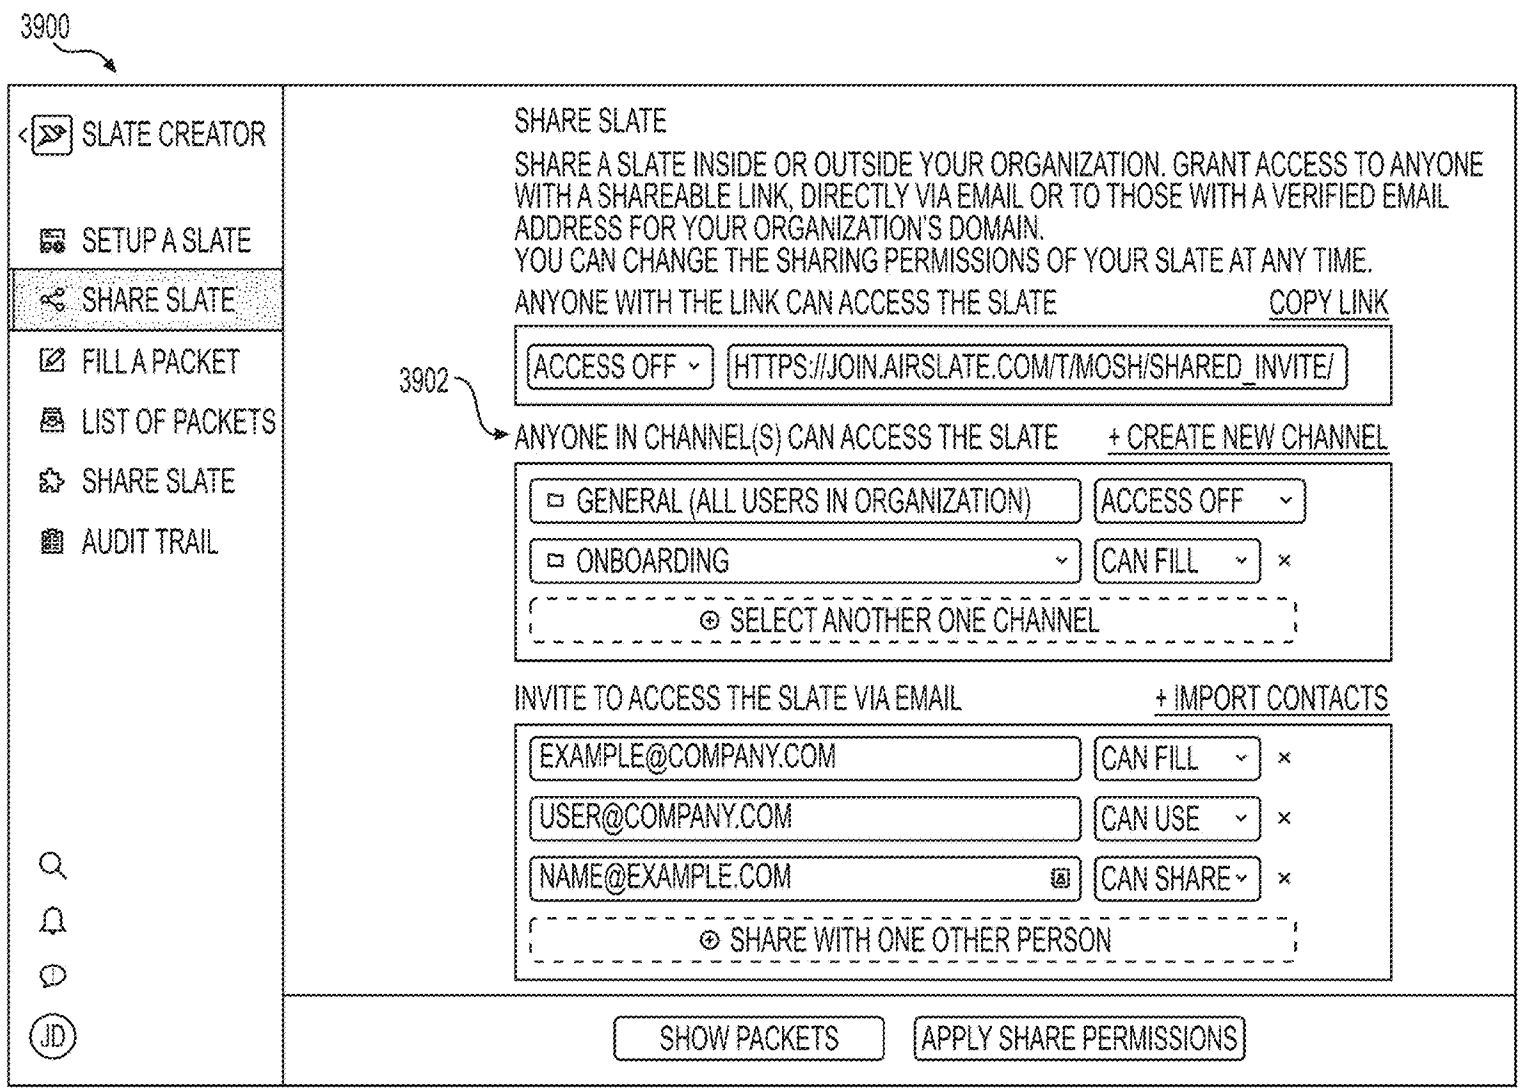 3900
SLATE CREATOR
SETUP A SLATE
SHARE SLATE
FILL A PACKET
LIST OF PACKETS
SHARE SLATE
AUDIT TRAIL
JD
SHARE SLATE
SHARE A SLATE INSIDE OR OUTSIDE YOUR ORGANIZATION. GRANT ACCESS TO ANYONE
WITH A SHAREABLE LINK, DIRECTLY VIA EMAIL OR TO THOSE WITH A VERIFIED EMAIL
ADDRESS FOR YOUR ORGANIZATION'S DOMAIN.
YOU CAN CHANGE THE SHARING PERMISSIONS OF YOUR SLATE AT ANY TIME.
ANYONE WITH THE LINK CAN ACCESS THE SLATE COPY LINK
ACCESS OFF HTTPS://JOIN.AIRSLATE.COM/T/MOSH/SHARED_INVITE/
3902
ANYONE IN CHANNEL(S) CAN ACCESS THE SLATE + CREATE NEW CHANNEL
GENERAL (ALL USERS IN ORGANIZATION) ACCESS OFF
ONBOARDING CAN FILL ×
SELECT ANOTHER ONE CHANNEL
INVITE TO ACCESS THE SLATE VIA EMAIL + IMPORT CONTACTS
EXAMPLE@COMPANY.COM CAN FILL ×
USER@COMPANY.COM CAN USE ×
NAME@EXAMPLE.COM CAN SHARE ×
SHARE WITH ONE OTHER PERSON
SHOW PACKETS APPLY SHARE PERMISSIONS